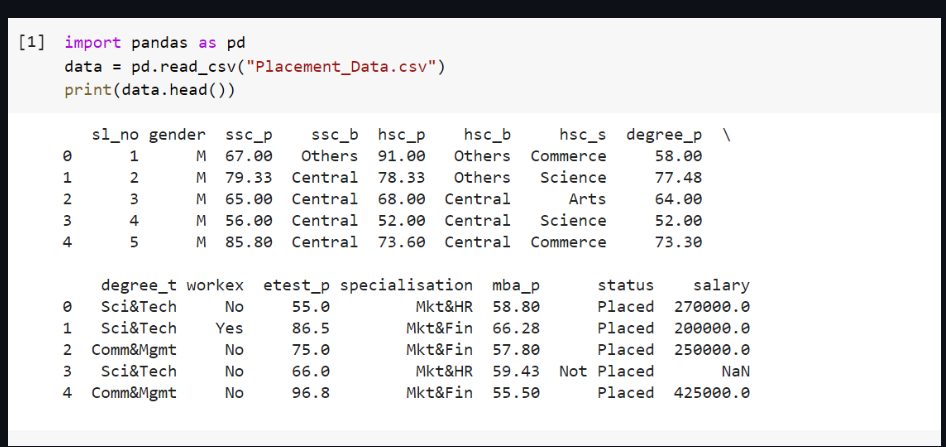 [1] import pandas as pd
data = pd.read_csv("Placement_Data.csv")
print(data.head())
sl_no gender ssc_p ssc_b hsc_p hsc_b hsc_s degree_p \
0 1 M 67.00 Others 91.00 Others Commerce 58.00
1 2 M 79.33 Central 78.33 Others Science 77.48
2 3 M 65.00 Central 68.00 Central Arts 64.00
3 4 M 56.00 Central 52.00 Central Science 52.00
4 5 M 85.80 Central 73.60 Central Commerce 73.30
degree_t workex etest_p specialisation mba_p status salary
0 Sci&Tech No 55.0 Mkt&HR 58.80 Placed 270000.0
1 Sci&Tech Yes 86.5 Mkt&Fin 66.28 Placed 200000.0
2 Comm&Mgmt No 75.0 Mkt&Fin 57.80 Placed 250000.0
3 Sci&Tech No 66.0 Mkt&HR 59.43 Not Placed NaN
4 Comm&Mgmt No 96.8 Mkt&Fin 55.50 Placed 425000.0